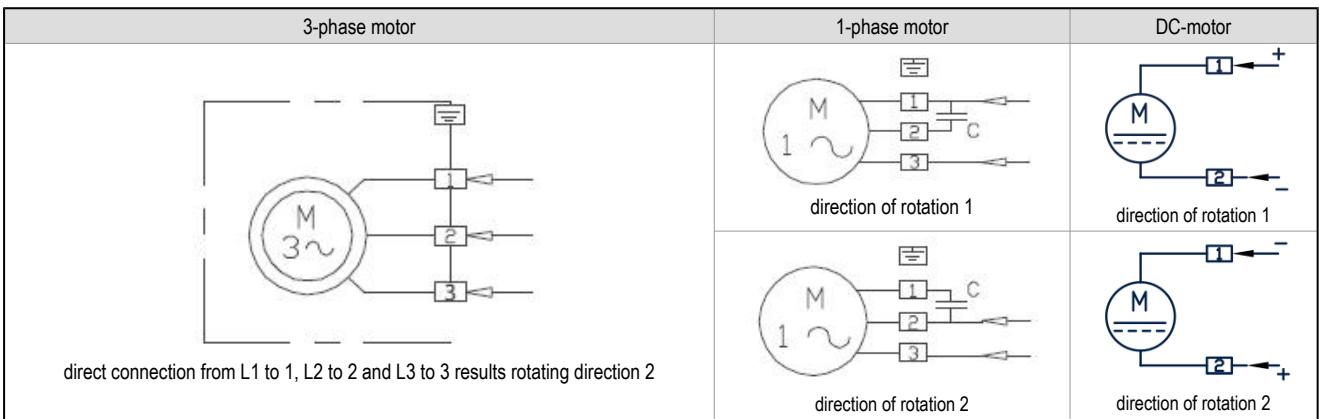 3-phase motor
1-phase motor
DC-motor
M
3~
1
2
3
direct connection from L1 to 1, L2 to 2 and L3 to 3 results rotating direction 2
M
1 ~
1
2
3
C
direction of rotation 1
M
1
2
+
−
direction of rotation 1
M
1 ~
1
2
3
C
direction of rotation 2
M
1
2
−
+
direction of rotation 2